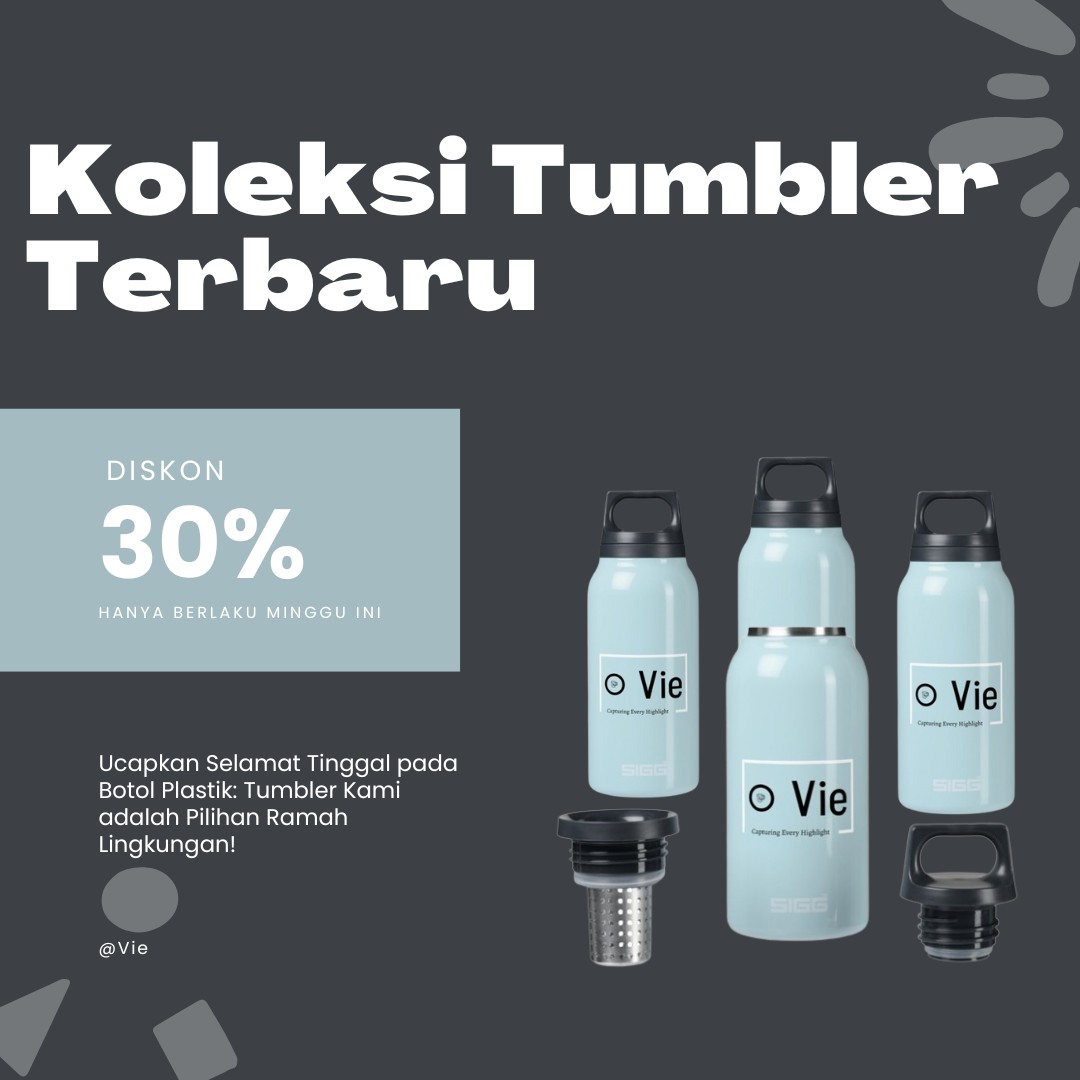 Koleksi Tumbler
Terbaru
DISKON
30%
HANYA BERLAKU MINGGU INI
Ucapkan Selamat Tinggal pada
Botol Plastik: Tumbler Kami
adalah Pilihan Ramah
Lingkungan!
@Vie
Vie
Capturing Every Highlight
SIGG
Vie
Capturing Every Highlight
SIGG
Vie
Capturing Every Highlight
SIGG